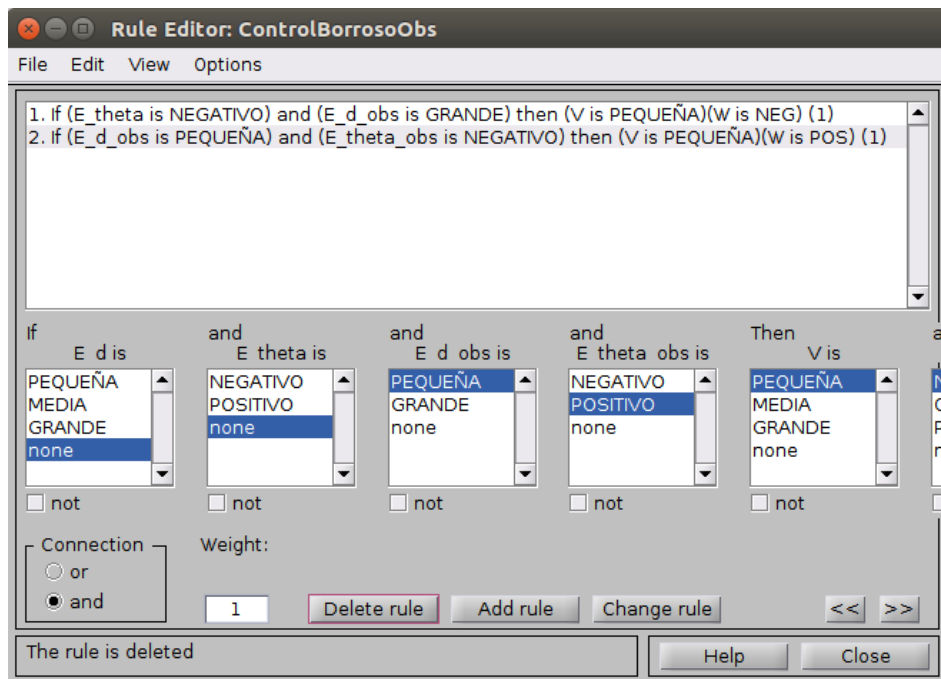 Rule Editor: ControlBorrosoObs
File Edit View Options
1. If (E_theta is NEGATIVO) and (E_d_obs is GRANDE) then (V is PEQUEÑA)(W is NEG) (1)
2. If (E_d_obs is PEQUEÑA) and (E_theta_obs is NEGATIVO) then (V is PEQUEÑA)(W is POS) (1)
If and and and Then
E d is E theta is E d obs is E theta obs is V is
PEQUEÑA NEGATIVO PEQUEÑA NEGATIVO PEQUEÑA
MEDIA POSITIVO GRANDE POSITIVO MEDIA
GRANDE none none none GRANDE
none none
not not not not not
Connection Weight:
or
and 1 Delete rule Add rule Change rule << >>
The rule is deleted Help Close